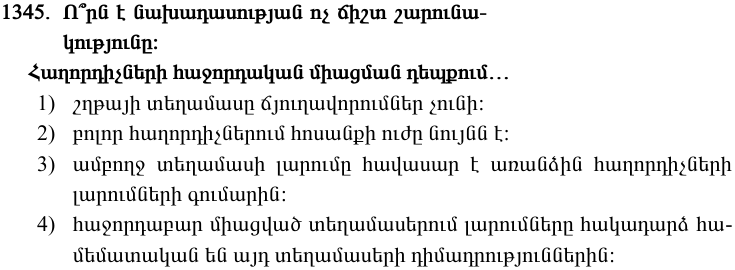 1345. Ո՞րն է նախադասության ոչ ճիշտ շարունա-
կությունը:
Հաղորդիչների հաջորդական միացման դեպքում...
1) շղթայի տեղամասը ճյուղավորումներ չունի:
2) բոլոր հաղորդիչներում հոսանքի ուժը նույնն է:
3) ամբողջ տեղամասի լարումը հավասար է առանձին հաղորդիչների
լարումների գումարին:
4) հաջորդաբար միացված տեղամասերում լարումները հակադարձ հա-
մեմատական են այդ տեղամասերի դիմադրություններին: